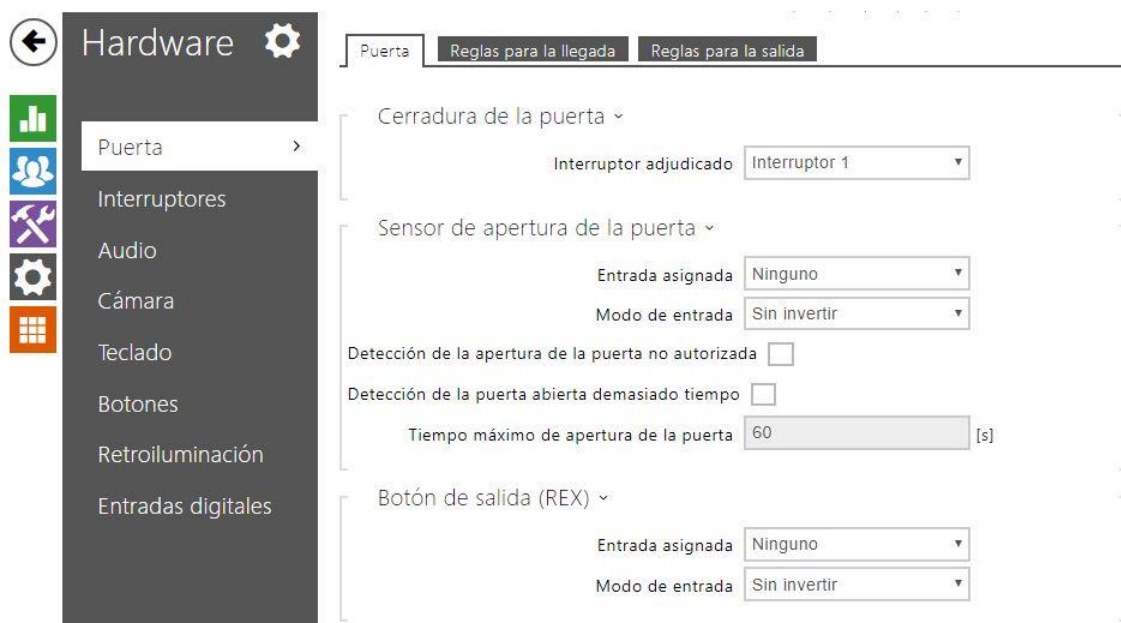 Hardware
Puerta
Interruptores
Audio
Cámara
Teclado
Botones
Retroiluminación
Entradas digitales
Puerta
Reglas para la llegada
Reglas para la salida
Cerradura de la puerta
Interruptor adjudicado Interruptor 1
Sensor de apertura de la puerta
Entrada asignada Ninguno
Modo de entrada Sin invertir
Detección de la apertura de la puerta no autorizada
Detección de la puerta abierta demasiado tiempo
Tiempo máximo de apertura de la puerta 60 [s]
Botón de salida (REX)
Entrada asignada Ninguno
Modo de entrada Sin invertir